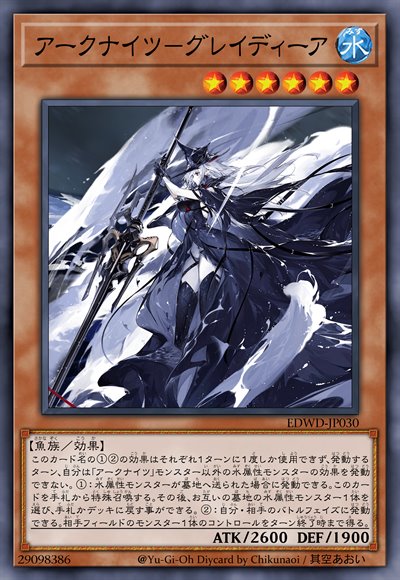 アークナイツーグレイディーア
みず
水
EDWD-JP030
さかなぞく こうか
【魚族／効果】
このカード名の①②の効果はそれぞれ1ターンに1度しか使用できず、発動する
ターン、自分は「アークナイツ」モンスター以外の水属性モンスターの効果を発動
できない。①：水属性モンスターが墓地へ送られた場合に発動できる。このカー
ドを手札から特殊召喚する。その後、お互いの墓地の水属性モンスター1体を
選び、手札かデッキに戻す事ができる。②：自分・相手のバトルフェイズに発動
できる。相手フィールドのモンスター1体のコントロールをターン終了時まで得る。
ATK/2600 DEF/1900
29098386
@Yu-Gi-Oh Diycard by Chikunaoi / 其空あおい